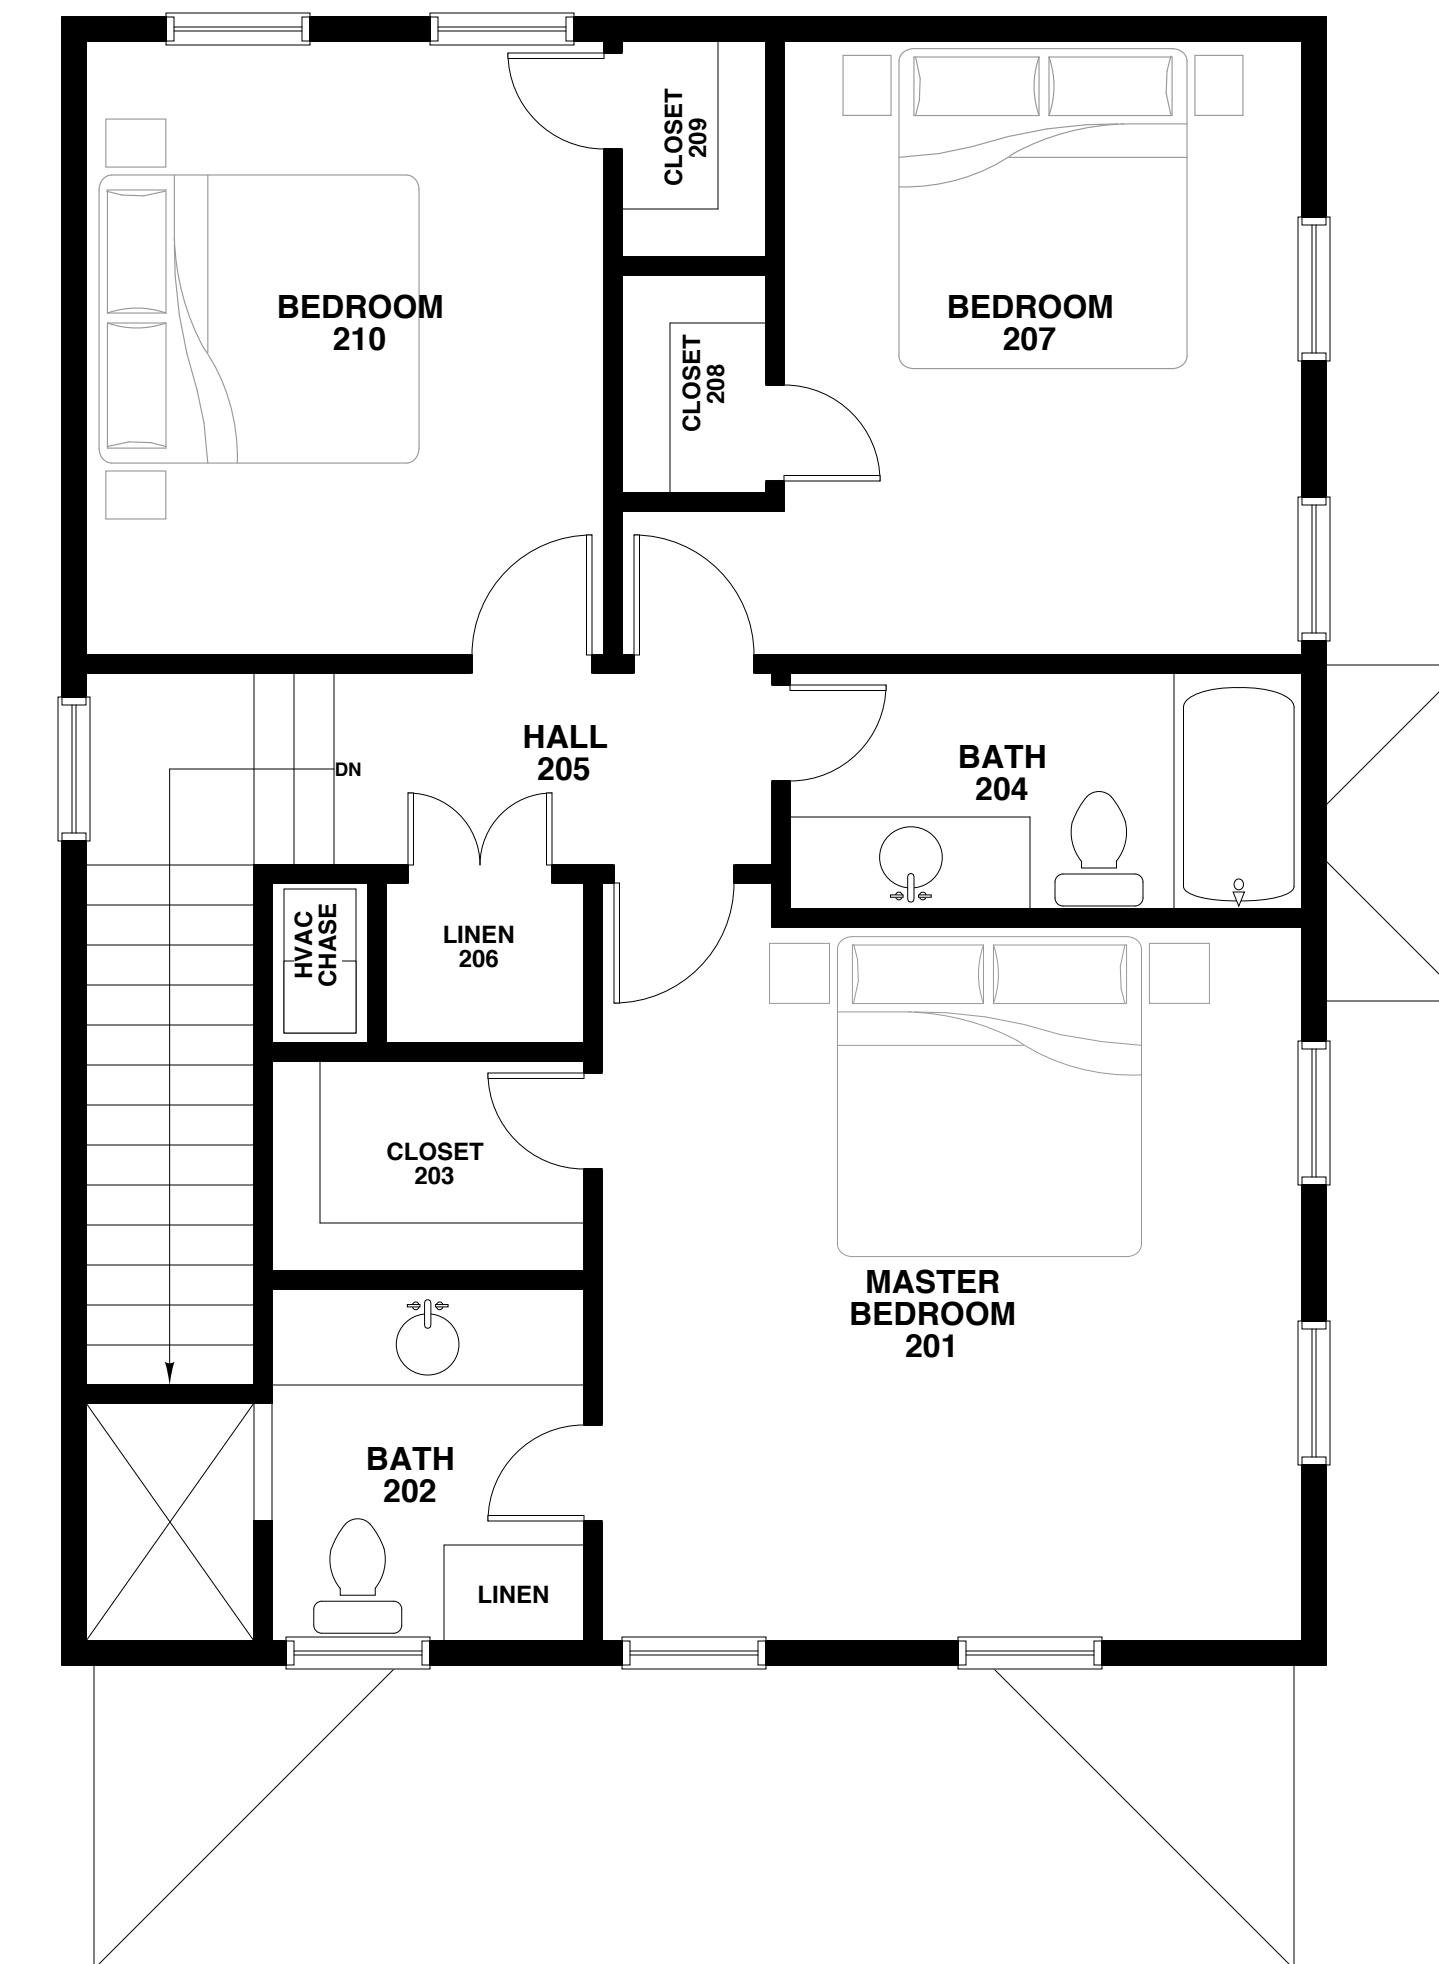 CLOSET
209
BEDROOM
210
BEDROOM
207
CLOSET
208
HALL
205
DN
BATH
204
HVAC
CHASE
LINEN
206
CLOSET
203
MASTER
BEDROOM
201
BATH
202
LINEN